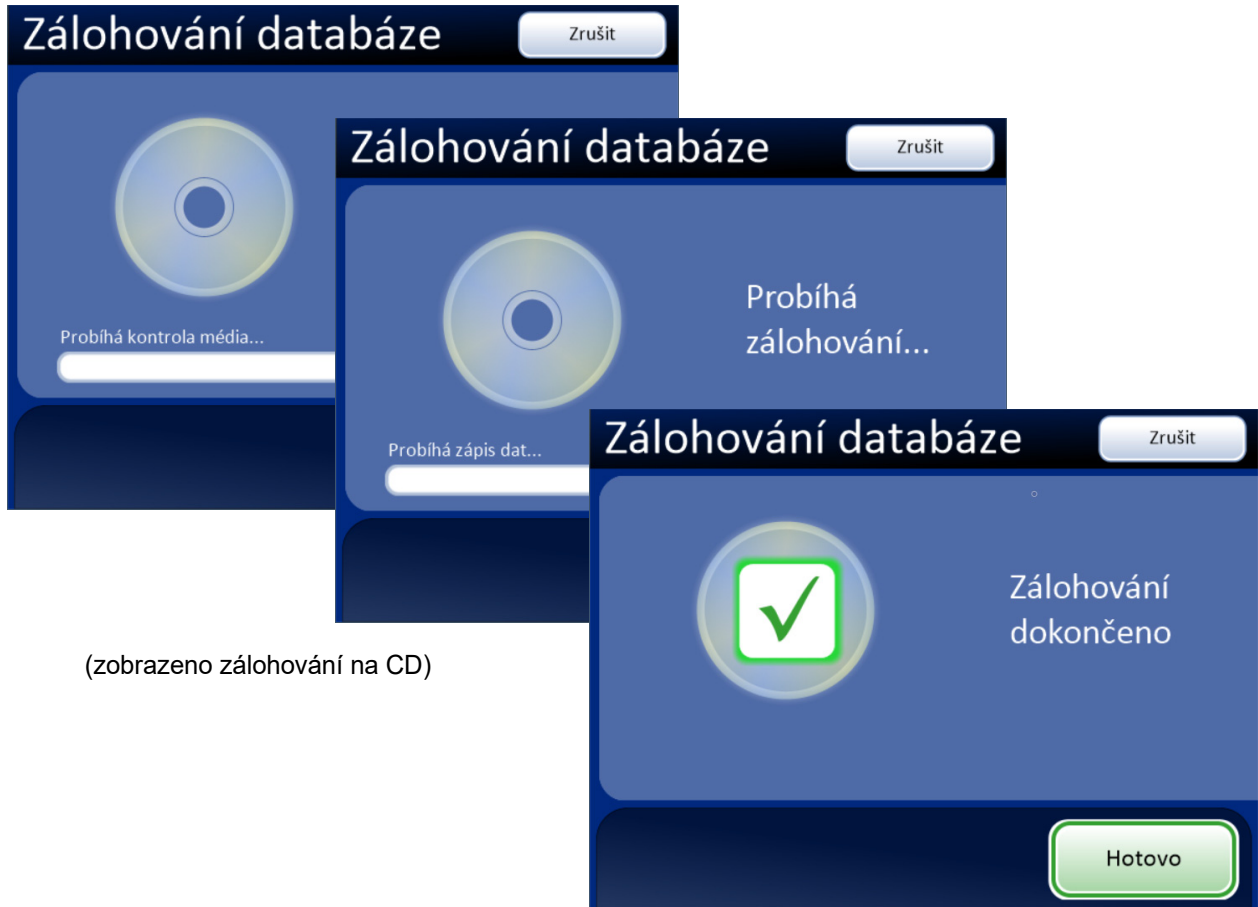 Zálohování databáze
Zrušit
Probíhá kontrola média...
Zálohování databáze
Zrušit
Probíhá
zálohování...
Probíhá zápis dat...
Zálohování databáze
Zrušit
Zálohování
dokončeno
Hotovo
(zobrazeno zálohování na CD)